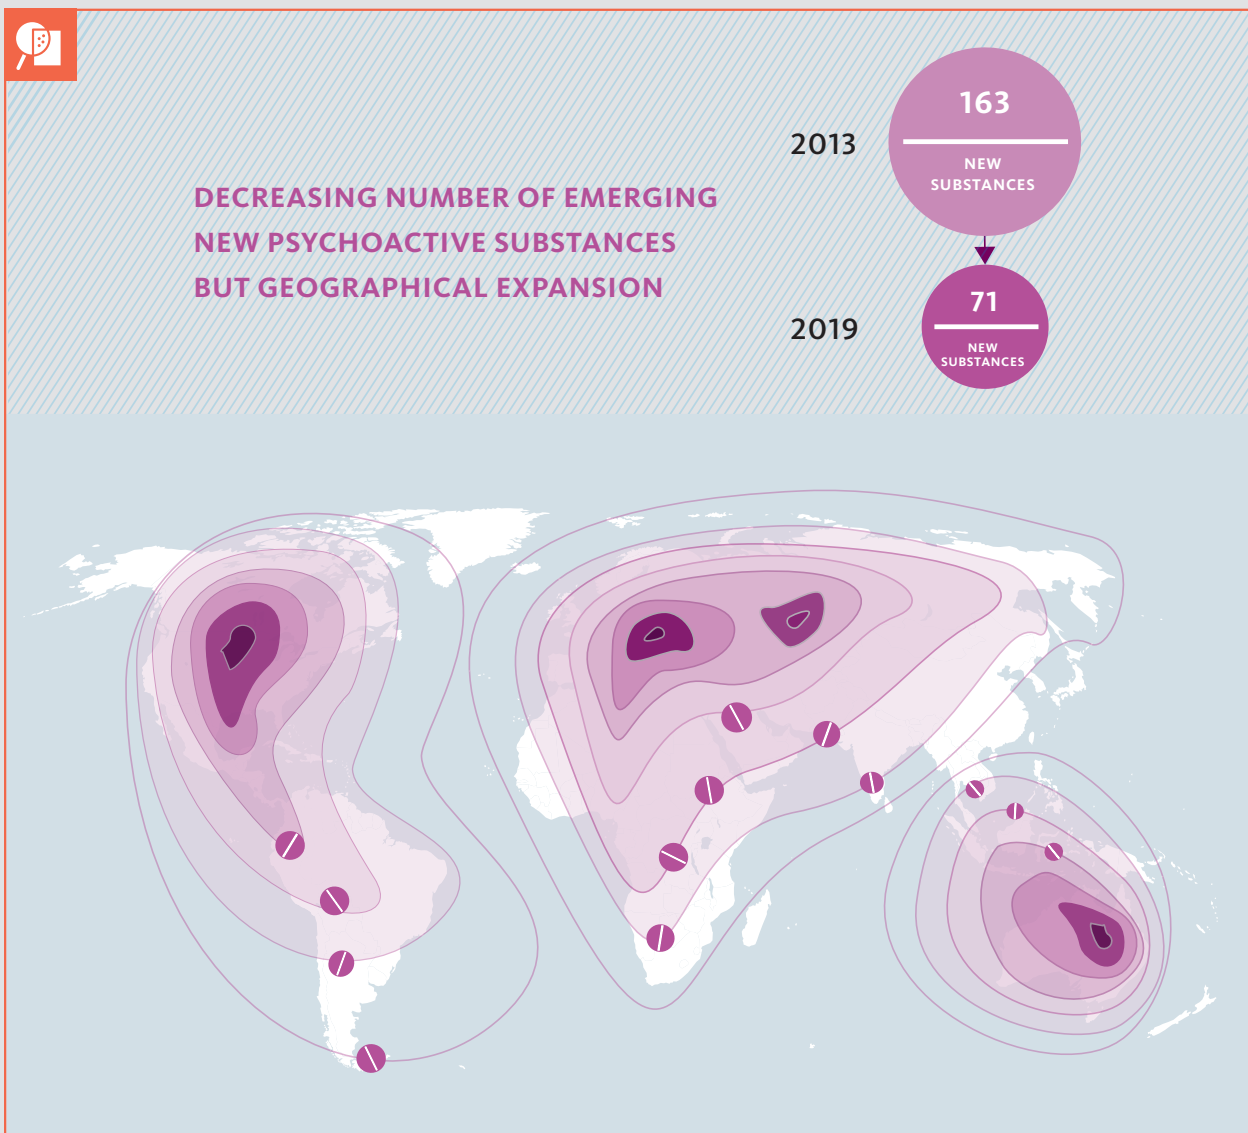 DECREASING NUMBER OF EMERGING
NEW PSYCHOACTIVE SUBSTANCES
BUT GEOGRAPHICAL EXPANSION
2013
163
NEW
SUBSTANCES
2019
71
NEW
SUBSTANCES